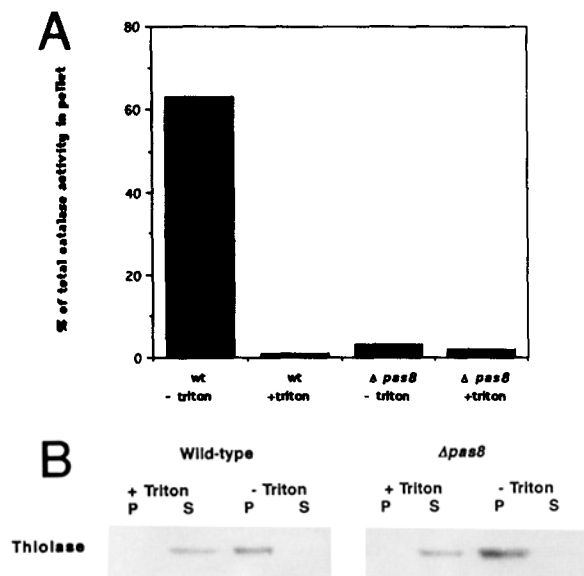 A
% of total catalase activity in pellet
80
60
40
20
0
wt wt Δ pas8 Δ pas8
- triton +triton - triton +triton
B
Wild-type Δpas8
+ Triton - Triton + Triton - Triton
P S P S P S P S
Thiolase